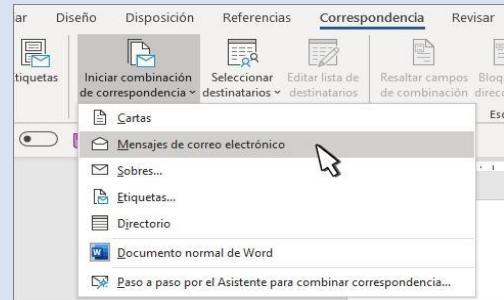 Diseño Disposición Referencias Correspondencia Revisar
Iniciar combinación de correspondencia
Seleccionar destinatarios
Editar lista de destinatarios
Resaltar campos de combinación
Cartas
Mensajes de correo electrónico
Sobres...
Etiquetas...
Directorio
Documento normal de Word
Paso a paso por el Asistente para combinar correspondencia...